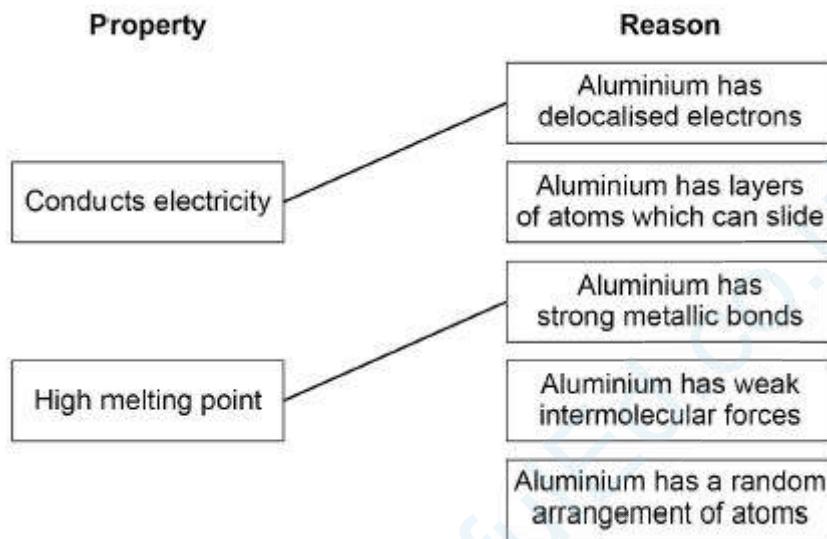 Property
Reason
Aluminium has
delocalised electrons
Conducts electricity
Aluminium has layers
of atoms which can slide
Aluminium has
strong metallic bonds
High melting point
Aluminium has weak
intermolecular forces
Aluminium has a random
arrangement of atoms